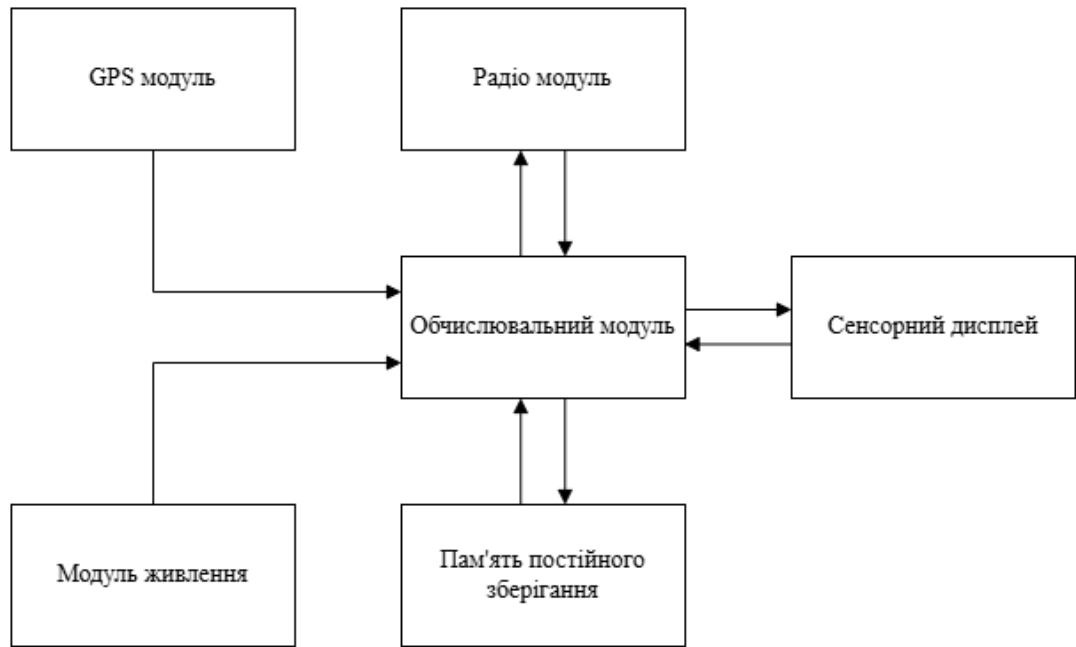 GPS модуль
Радіо модуль
Обчислювальний модуль
Сенсорний дисплей
Модуль живлення
Пам'ять постійного
зберігання